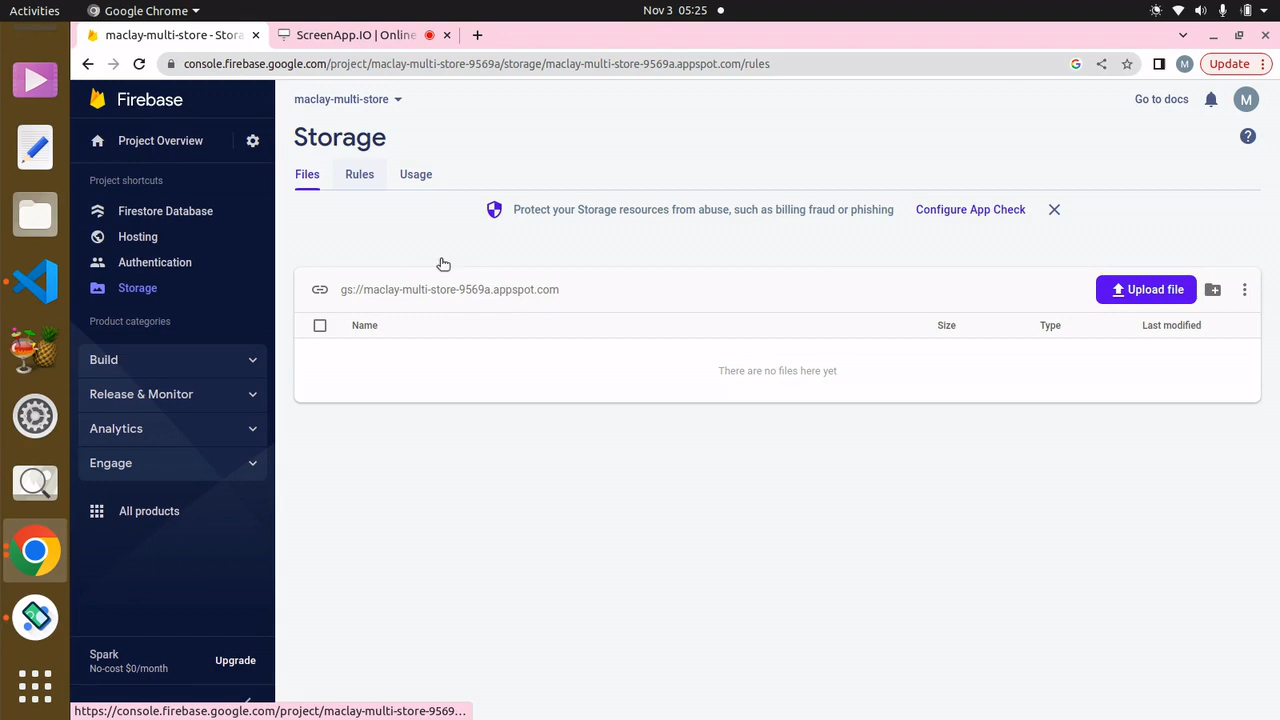 Activities
Google Chrome
Nov 3 05:25
maclay-multi-store - Stora
ScreenApp.IO | Online
console.firebase.google.com/project/maclay-multi-store-9569a/storage/maclay-multi-store-9569a.appspot.com/rules
M
Update
Firebase
maclay-multi-store
Go to docs
M
Project Overview
Storage
Project shortcuts
Files
Rules
Usage
Firestore Database
Protect your Storage resources from abuse, such as billing fraud or phishing
Configure App Check
Hosting
Authentication
Storage
gs://maclay-multi-store-9569a.appspot.com
Upload file
Product categories
Name
Size
Type
Last modified
Build
There are no files here yet
Release & Monitor
Analytics
Engage
All products
Spark
No-cost $0/month
Upgrade
https://console.firebase.google.com/project/maclay-multi-store-9569...